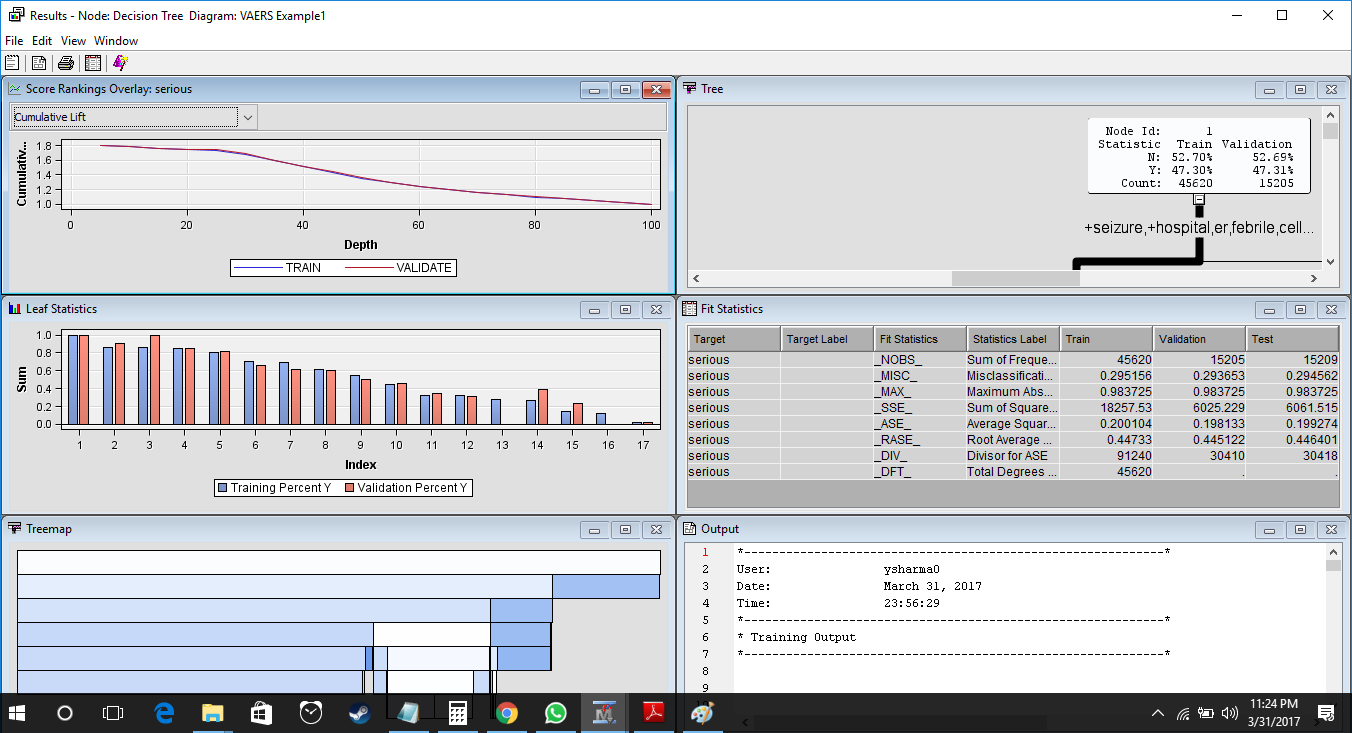 Results - Node: Decision Tree Diagram: VAERS Example1
File Edit View Window
Score Rankings Overlay: serious
Cumulative Lift
Cumulativ...
1.8
1.6
1.4
1.2
1.0
0 20 40 60 80 100
Depth
TRAIN VALIDATE
Tree
Node Id: 1
Statistic Train Validation
N: 52.70% 52.69%
Y: 47.30% 47.31%
Count: 45620 15205
+seizure,+hospital,er,febrile,cell...
Leaf Statistics
Sum
1.0
0.8
0.6
0.4
0.2
0.0
1 2 3 4 5 6 7 8 9 10 11 12 13 14 15 16 17
Index
Training Percent Y Validation Percent Y
Fit Statistics
Target Target Label Fit Statistics Statistics Label Train Validation Test
serious _NOBS_ Sum of Freque... 45620 15205 15209
serious _MISC_ Misclassificati... 0.295156 0.293653 0.294562
serious _MAX_ Maximum Abs... 0.983725 0.983725 0.983725
serious _SSE_ Sum of Square... 18257.53 6025.229 6061.515
serious _ASE_ Average Squar... 0.200104 0.198133 0.199274
serious _RASE_ Root Average ... 0.44733 0.445122 0.446401
serious _DIV_ Divisor for ASE 91240 30410 30418
serious _DFT_ Total Degrees ... 45620 . .
Treemap
Output
1 *------------------------------------------------------------*
2 User: ysharma0
3 Date: March 31, 2017
4 Time: 23:56:29
5 *------------------------------------------------------------*
6 * Training Output
7 *------------------------------------------------------------*
8
9
11:24 PM
3/31/2017